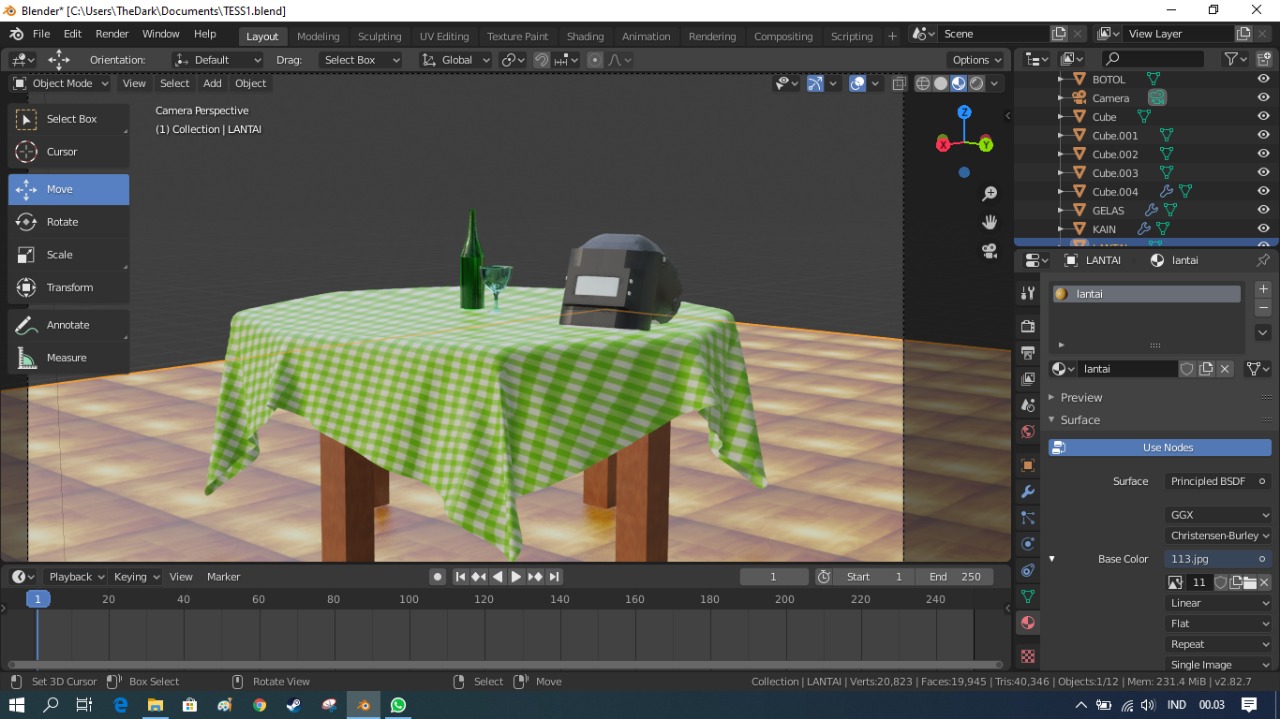 Blender* [C:\Users\TheDark\Documents\TESS1.blend]
File Edit Render Window Help Layout Modeling Sculpting UV Editing Texture Paint Shading Animation Rendering Compositing Scripting + Scene View Layer
Orientation: Default Drag: Select Box Global Options
Object Mode View Select Add Object
Select Box
Cursor
Move
Rotate
Scale
Transform
Annotate
Measure
Camera Perspective
(1) Collection | LANTAI
Z
X
Y
BOTOL
Camera
Cube
Cube.001
Cube.002
Cube.003
Cube.004
GELAS
KAIN
LANTAI
LANTAI lantai
lantai
lantai
Preview
Surface
Use Nodes
Surface Principled BSDF
GGX
Christensen-Burley
Base Color 113.jpg
11
Linear
Flat
Repeat
Single Image
Playback Keying View Marker 1 Start 1 End 250
1 20 40 60 80 100 120 140 160 180 200 220 240
Set 3D Cursor Box Select Rotate View Select Move Collection | LANTAI | Verts:20,823 | Faces:19,945 | Tris:40,346 | Objects:1/12 | Mem: 231.4 MiB | v2.82.7
IND 00.03